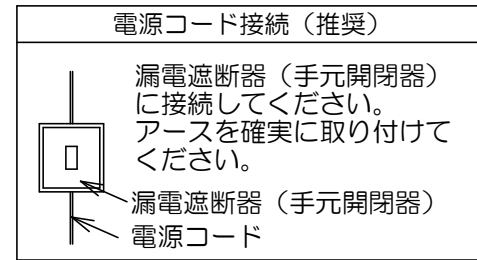 電源コード接続（推奨）
漏電遮断器（手元開閉器）
に接続してください。
アースを確実に取り付けて
ください。
漏電遮断器（手元開閉器）
電源コード